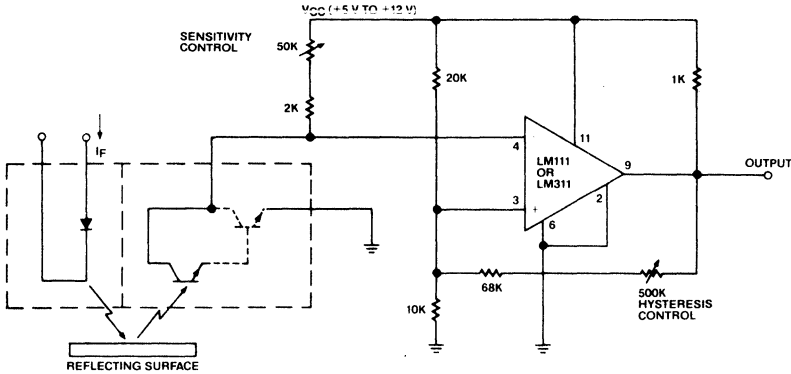 VCC (+5 V TO +12 V)
SENSITIVITY
CONTROL
50K
20K
1K
2K
IF
4
11
LM111
OR
LM311
9
OUTPUT
2
3
+
6
68K
500K
HYSTERESIS
CONTROL
10K
REFLECTING SURFACE